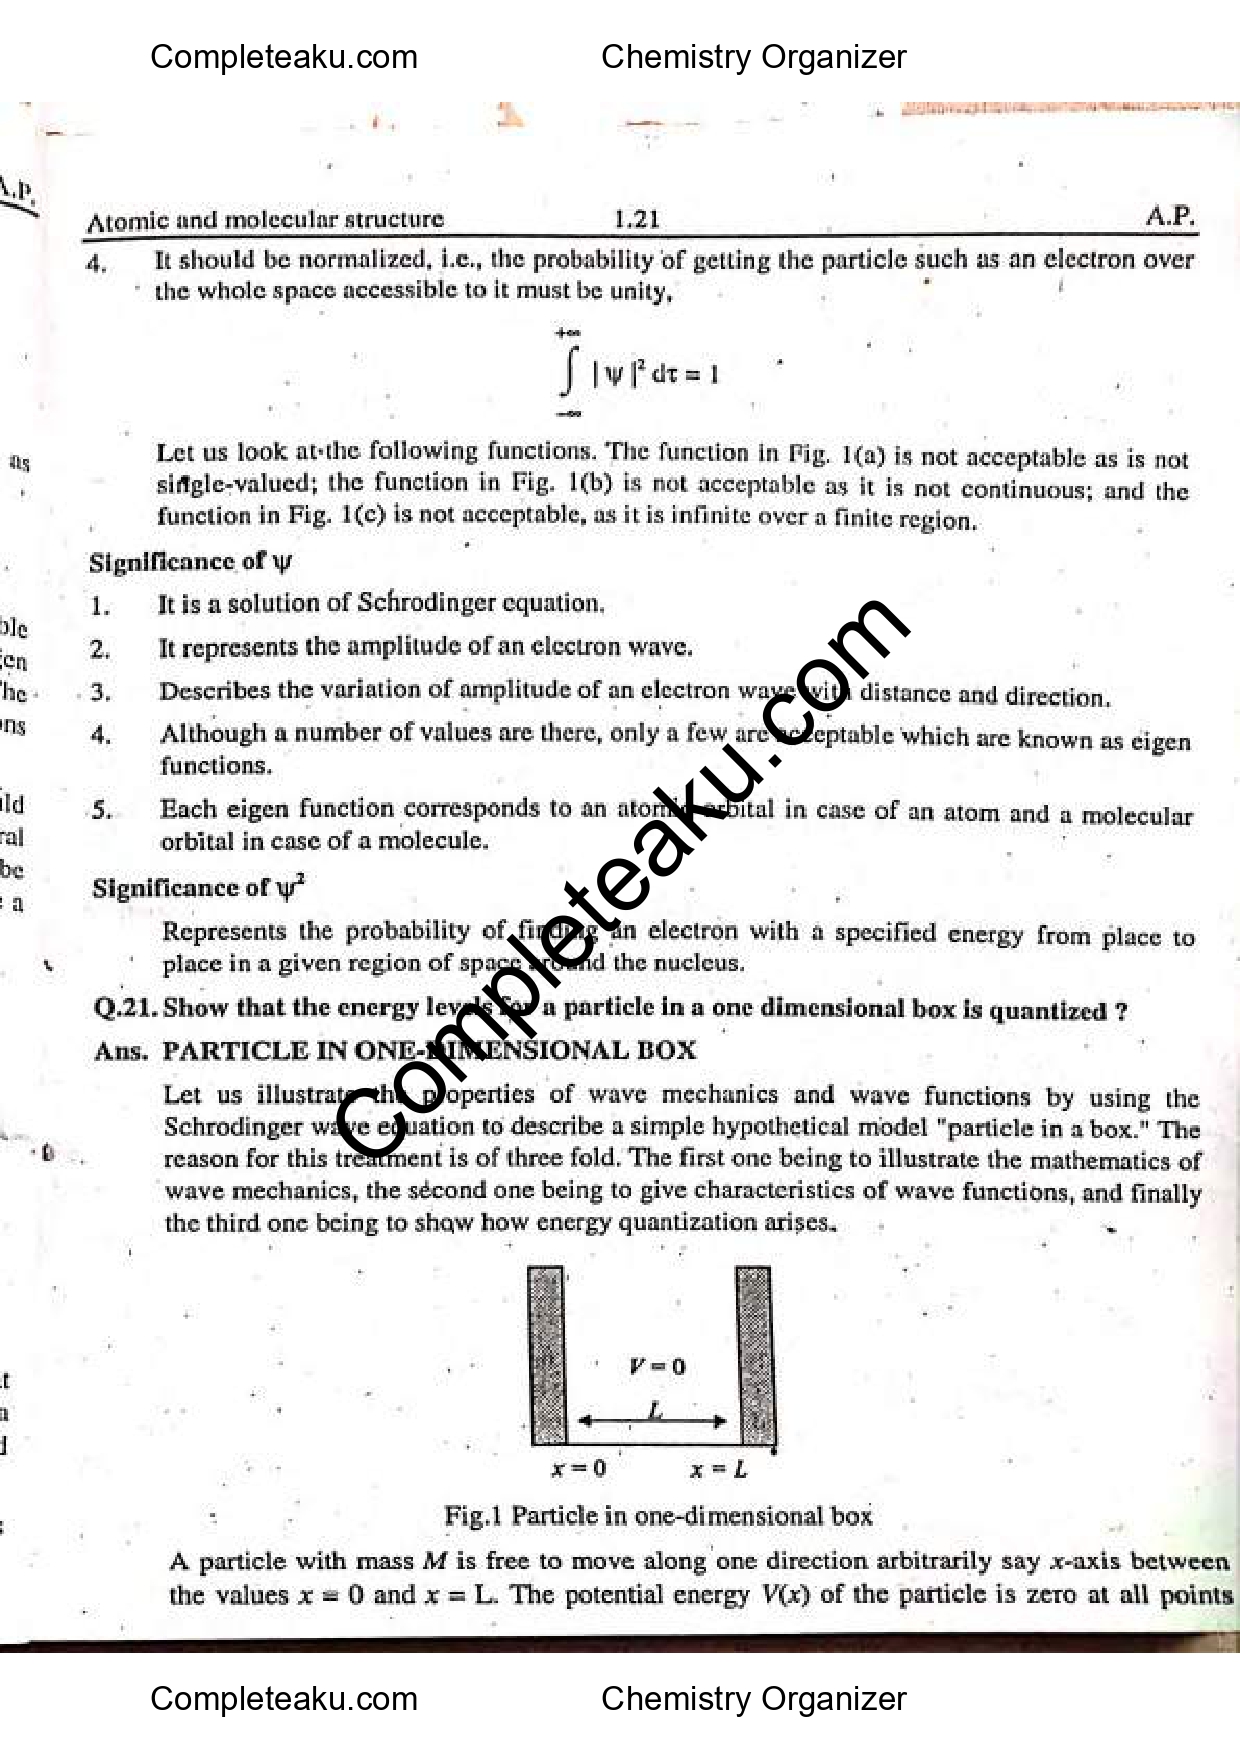 Completeaku.com Chemistry Organizer
A.P.
Atomic and molecular structure 1.21 A.P.
4. It should be normalized, i.e., the probability of getting the particle such as an electron over
the whole space accessible to it must be unity,
+∞
∫ | ψ |² dτ = 1
−∞
Let us look at the following functions. The function in Fig. 1(a) is not acceptable as is not
as
single-valued; the function in Fig. 1(b) is not acceptable as it is not continuous; and the
function in Fig. 1(c) is not acceptable, as it is infinite over a finite region.
Significance of ψ
1. It is a solution of Schrodinger equation.
2. It represents the amplitude of an electron wave.
3. Describes the variation of amplitude of an electron wave with distance and direction.
4. Although a number of values are there, only a few are acceptable which are known as eigen
functions.
5. Each eigen function corresponds to an atomic orbital in case of an atom and a molecular
orbital in case of a molecule.
be
a
Significance of ψ²
Represents the probability of finding an electron with a specified energy from place to
place in a given region of space around the nucleus.
Q.21. Show that the energy levels for a particle in a one dimensional box is quantized ?
Ans. PARTICLE IN ONE-DIMENSIONAL BOX
Let us illustrate the properties of wave mechanics and wave functions by using the
Schrodinger wave equation to describe a simple hypothetical model "particle in a box." The
reason for this treatment is of three fold. The first one being to illustrate the mathematics of
wave mechanics, the second one being to give characteristics of wave functions, and finally
the third one being to show how energy quantization arises.
V = 0
L
x = 0 x = L
Fig.1 Particle in one-dimensional box
A particle with mass M is free to move along one direction arbitrarily say x-axis between
the values x = 0 and x = L. The potential energy V(x) of the particle is zero at all points
Completeaku.com
Completeaku.com Chemistry Organizer